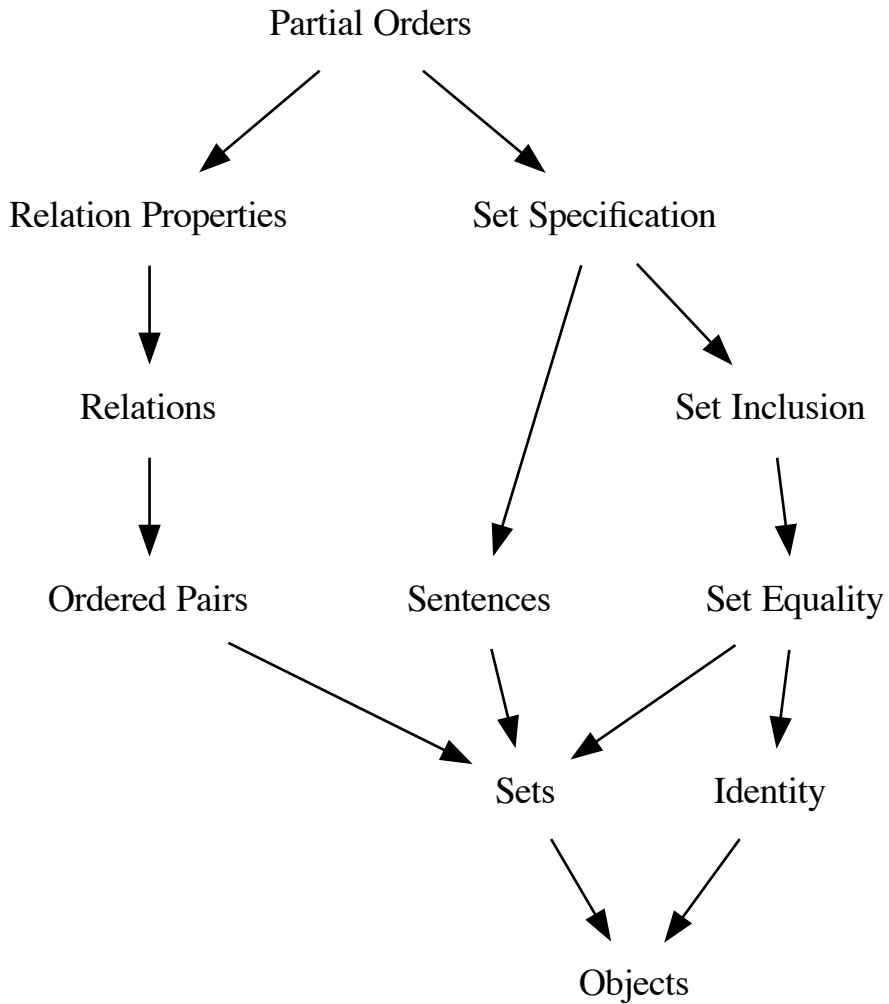 Partial Orders
Relation Properties
Set Specification
Relations
Set Inclusion
Ordered Pairs
Sentences
Set Equality
Sets
Identity
Objects